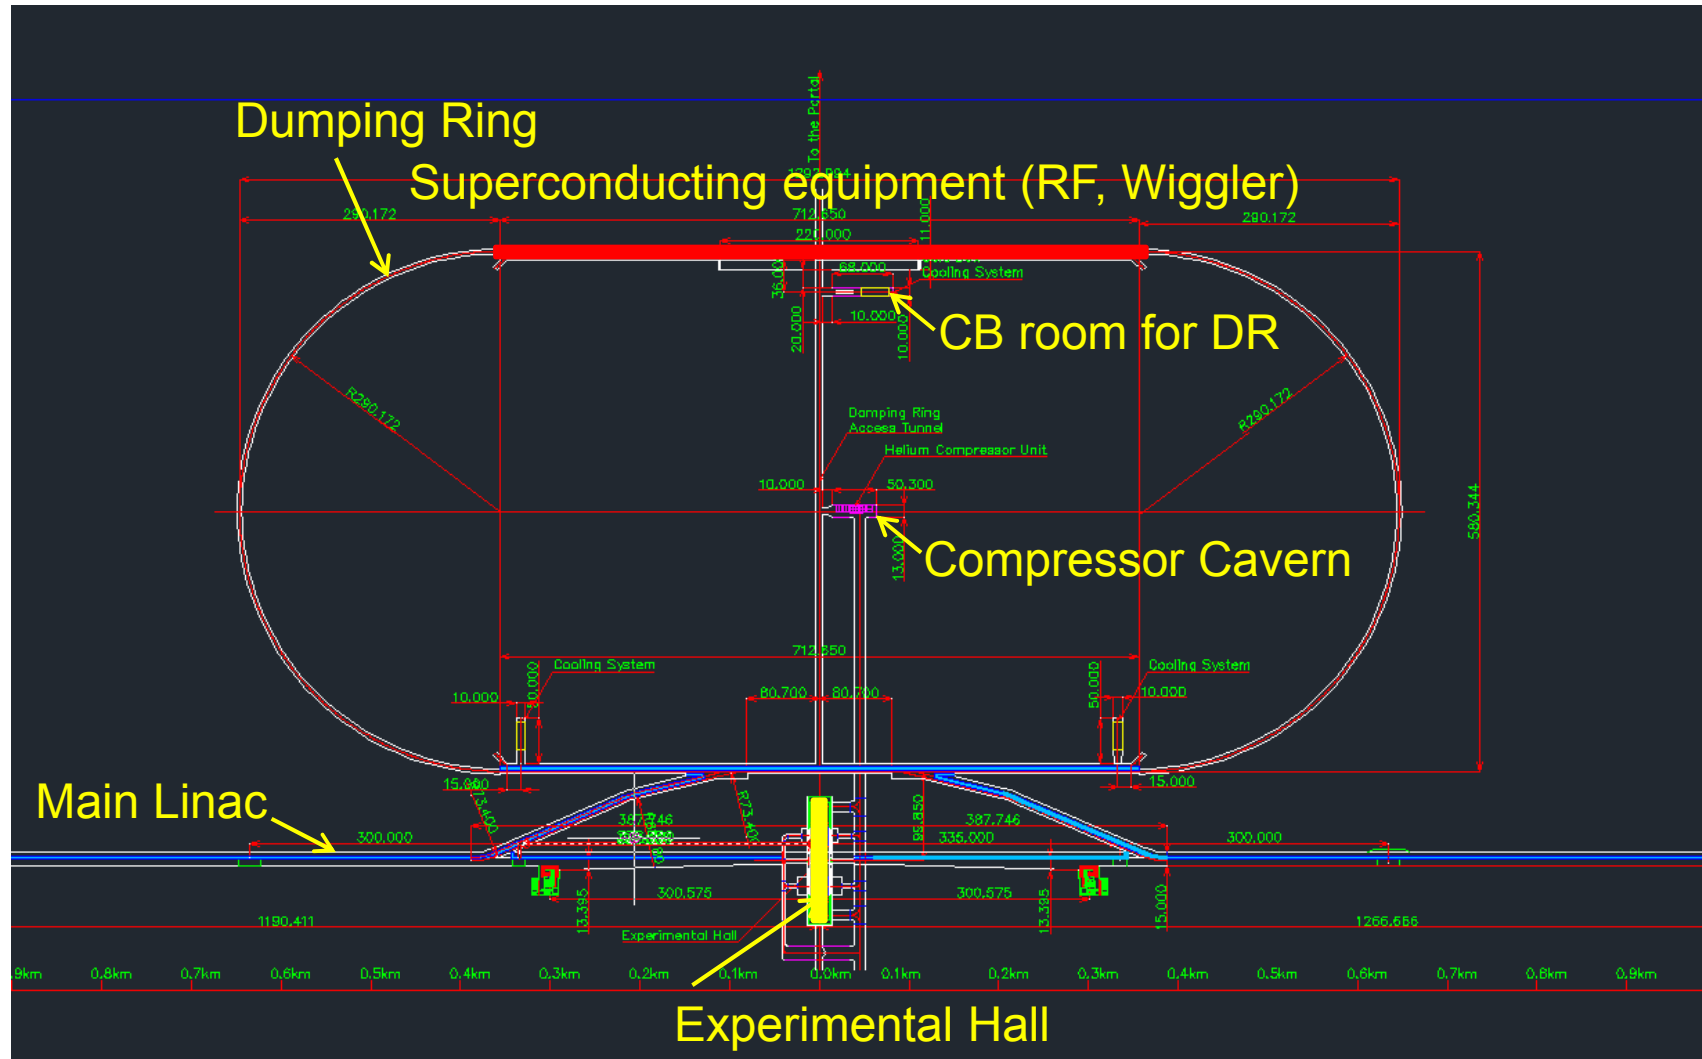 To the Portal
Dumping Ring
Superconducting equipment (RF, Wiggler)
290.172
712.350
11.000
290.172
220.000
68.000
Cooling System
36.000
20.000
10.000
10.000
CB room for DR
R290.172
R290.172
Damping Ring
Access Tunnel
Helium Compressor Unit
10.000
50.300
580.344
13.000
Compressor Cavern
712.350
Cooling System
Cooling System
10.000
50.000
80.700
80.700
50.000
10.000
15.000
15.000
Main Linac
R73.400
387.746
387.746
300.000
335.000
300.000
300.575
300.575
13.395
13.395
15.000
1190.411
1266.666
Experimental Hall
.9km
0.8km
0.7km
0.6km
0.5km
0.4km
0.3km
0.2km
0.1km
0.0km
0.1km
0.2km
0.3km
0.4km
0.5km
0.6km
0.7km
0.8km
0.9km
Experimental Hall